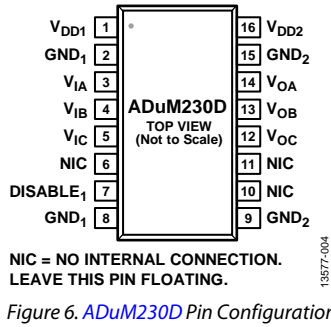 VDD1 1 16 VDD2
GND1 2 15 GND2
VIA 3 14 VOA
VIB 4 ADuM230D 13 VOB
VIC 5 TOP VIEW (Not to Scale) 12 VOC
NIC 6 11 NIC
DISABLE1 7 10 NIC
GND1 8 9 GND2
NIC = NO INTERNAL CONNECTION.
LEAVE THIS PIN FLOATING.
13577-004
Figure 6. ADuM230D Pin Configuration